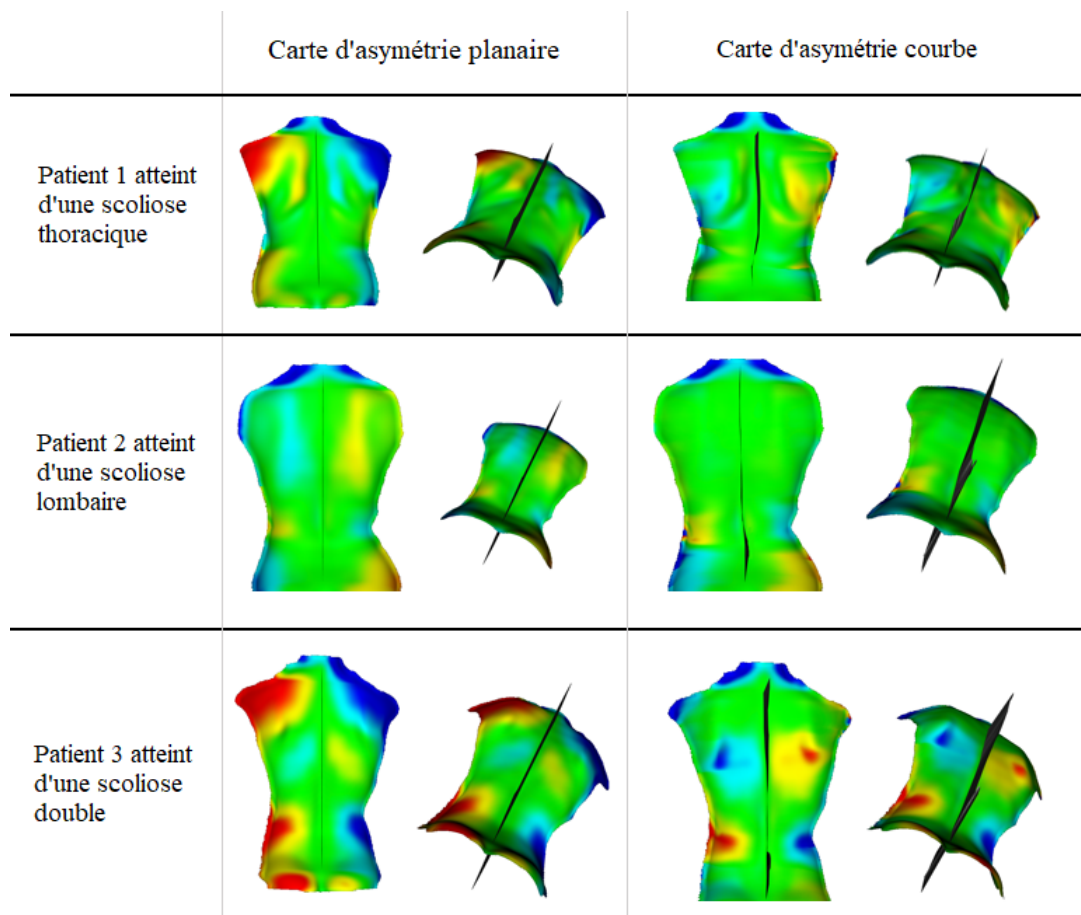 Carte d'asymétrie planaire
Carte d'asymétrie courbe
Patient 1 atteint
d'une scoliose
thoracique
Patient 2 atteint
d'une scoliose
lombaire
Patient 3 atteint
d'une scoliose
double